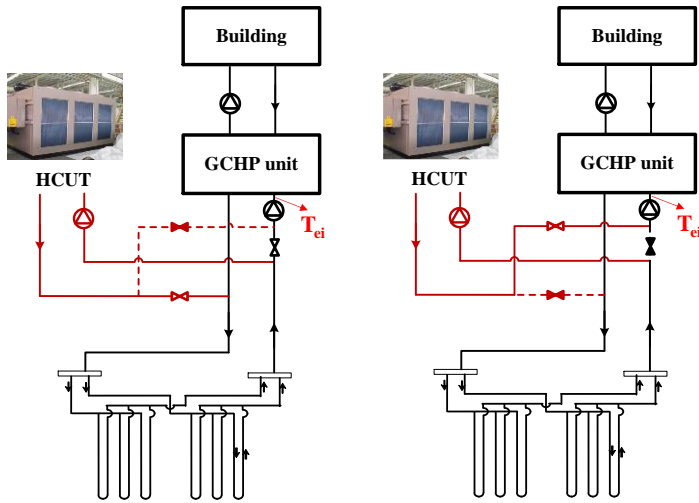 Building
GCHP unit
HCUT
Tei
Building
GCHP unit
HCUT
Tei